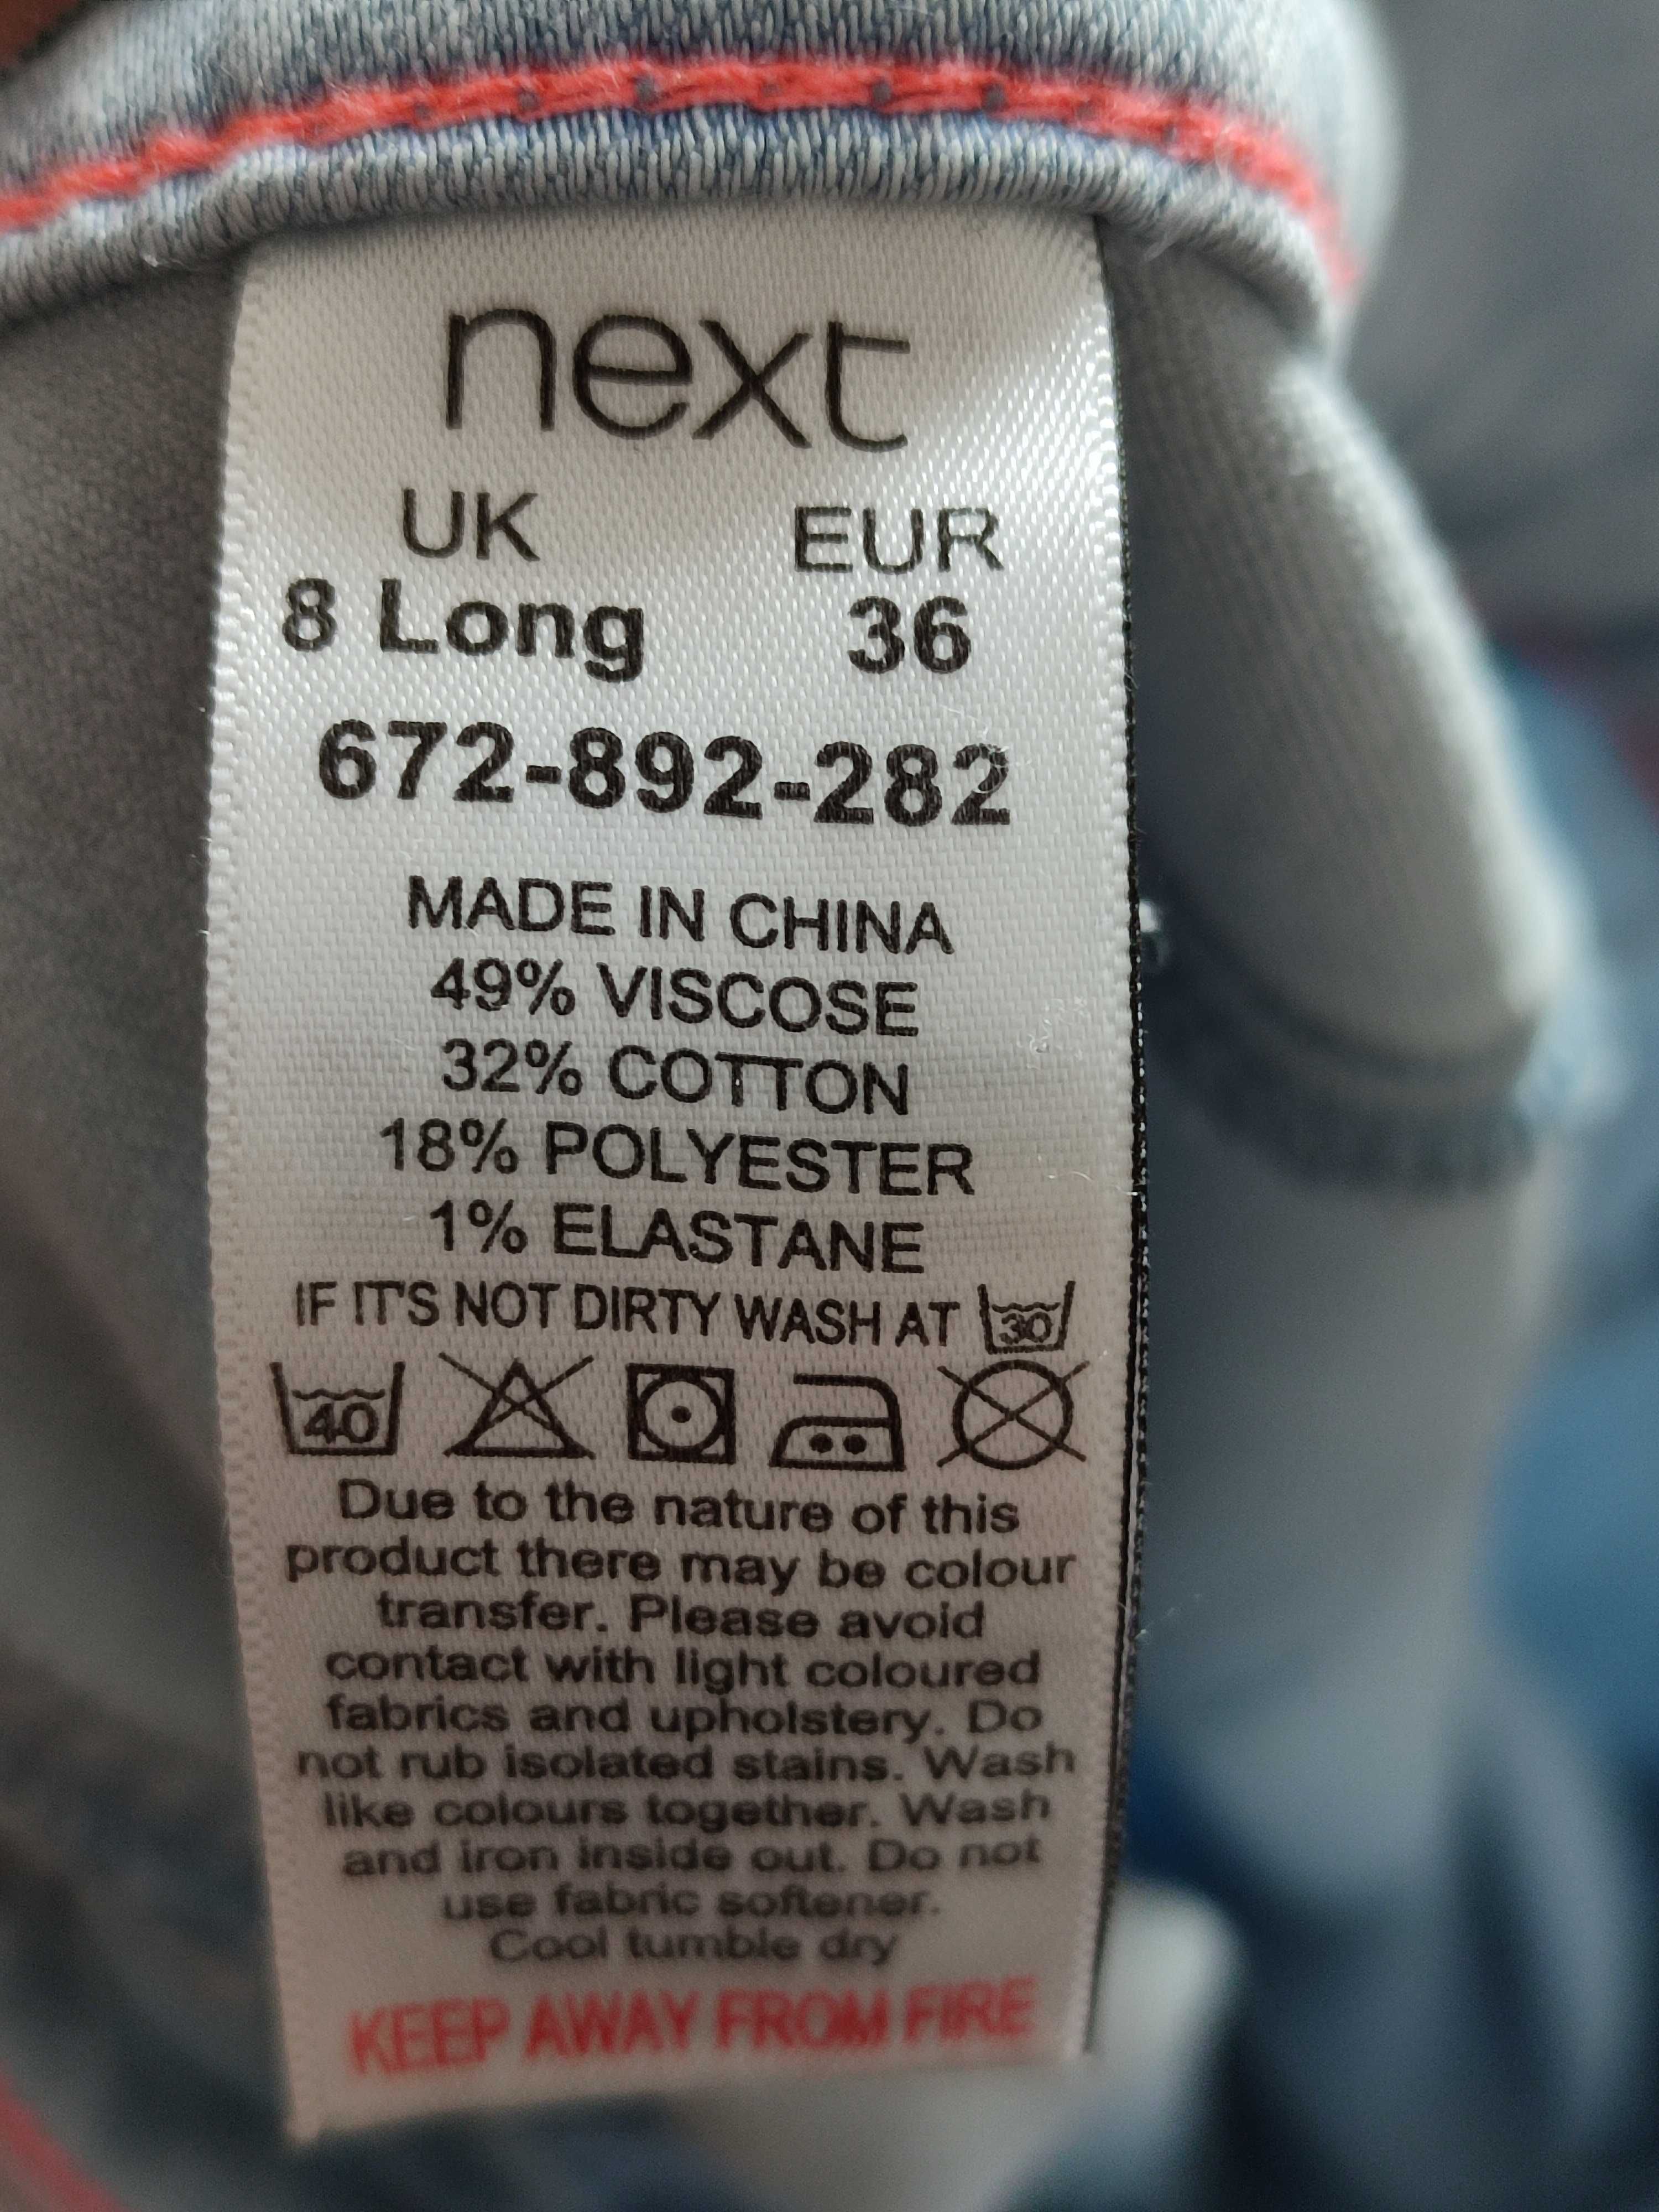 next
UK EUR
8 Long 36
672-892-282
MADE IN CHINA
49% VISCOSE
32% COTTON
18% POLYESTER
1% ELASTANE
IF IT'S NOT DIRTY WASH AT 30
40
Due to the nature of this
product there may be colour
transfer. Please avoid
contact with light coloured
fabrics and upholstery. Do
not rub isolated stains. Wash
like colours together. Wash
and iron inside out. Do not
use fabric softener.
Cool tumble dry
KEEP AWAY FROM FIRE